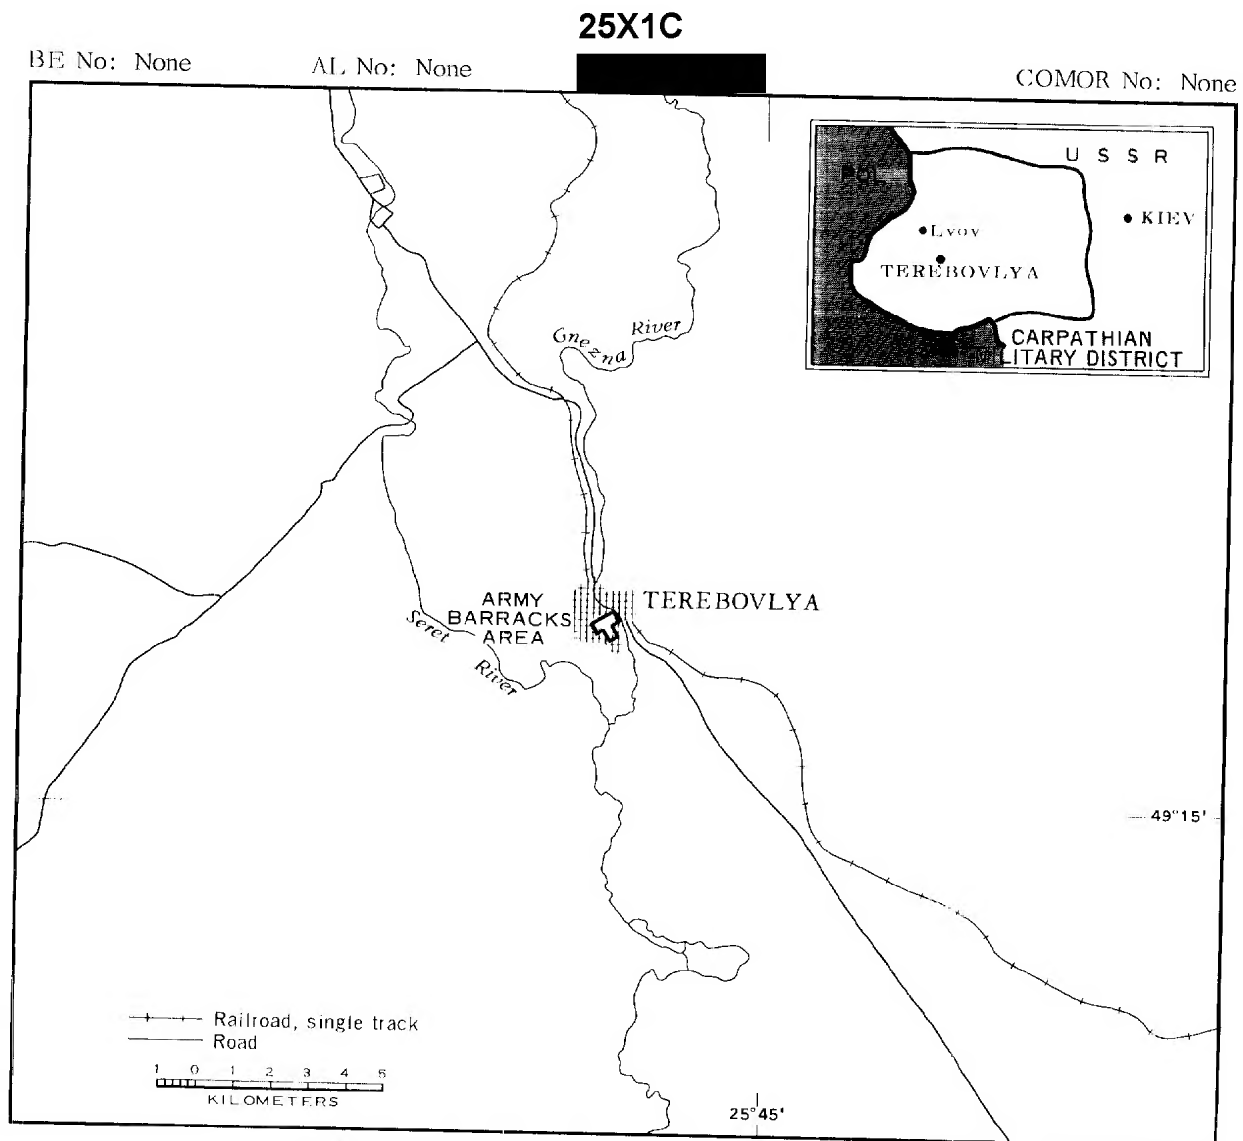 25X1C
BE No: None
AL No: None
COMOR No: None
U S S R
POL
KIEV
Lvov
TEREBOVLYA
CARPATHIAN
MILITARY DISTRICT
Gnezna River
ARMY
BARRACKS
AREA
TEREBOVLYA
Seret
River
49°15'
Railroad, single track
Road
1 0 1 2 3 4 5
KILOMETERS
25°45'